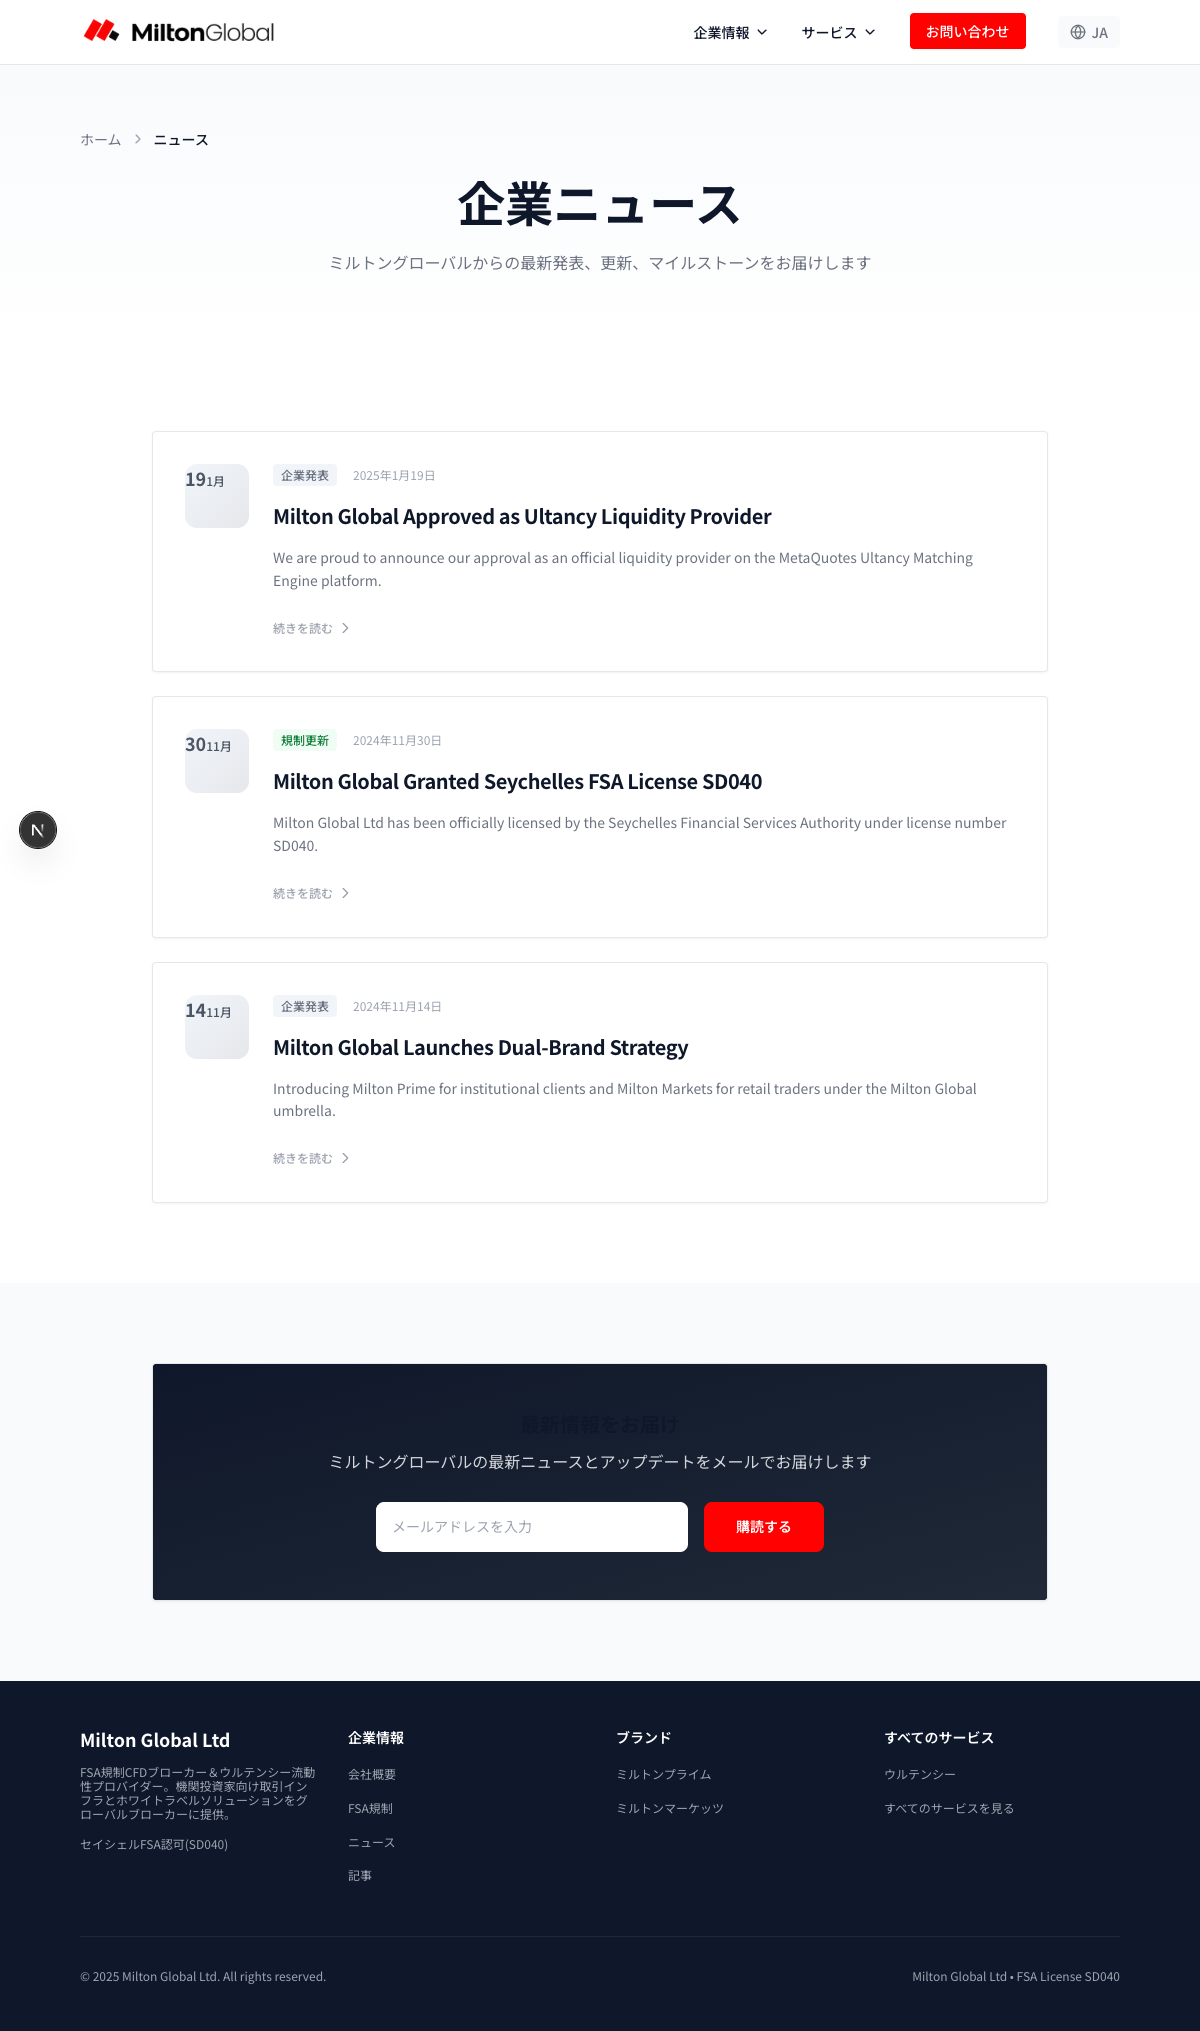 MiltonGlobal
企業情報
サービス
お問い合わせ
JA
ホーム
ニュース
企業ニュース
ミルトングローバルからの最新発表、更新、マイルストーンをお届けします
191月
企業発表
2025年1月19日
Milton Global Approved as Ultancy Liquidity Provider
We are proud to announce our approval as an official liquidity provider on the MetaQuotes Ultancy Matching
Engine platform.
続きを読む
3011月
規制更新
2024年11月30日
Milton Global Granted Seychelles FSA License SD040
Milton Global Ltd has been officially licensed by the Seychelles Financial Services Authority under license number
SD040.
続きを読む
N
1411月
企業発表
2024年11月14日
Milton Global Launches Dual-Brand Strategy
Introducing Milton Prime for institutional clients and Milton Markets for retail traders under the Milton Global
umbrella.
続きを読む
最新情報をお届け
ミルトングローバルの最新ニュースとアップデートをメールでお届けします
メールアドレスを入力
購読する
Milton Global Ltd
FSA規制CFDブローカー＆ウルテンシー流動
性プロバイダー。機関投資家向け取引イン
フラとホワイトラベルソリューションをグ
ローバルブローカーに提供。
セイシェルFSA認可(SD040)
企業情報
会社概要
FSA規制
ニュース
記事
ブランド
ミルトンプライム
ミルトンマーケッツ
すべてのサービス
ウルテンシー
すべてのサービスを見る
© 2025 Milton Global Ltd. All rights reserved.
Milton Global Ltd • FSA License SD040